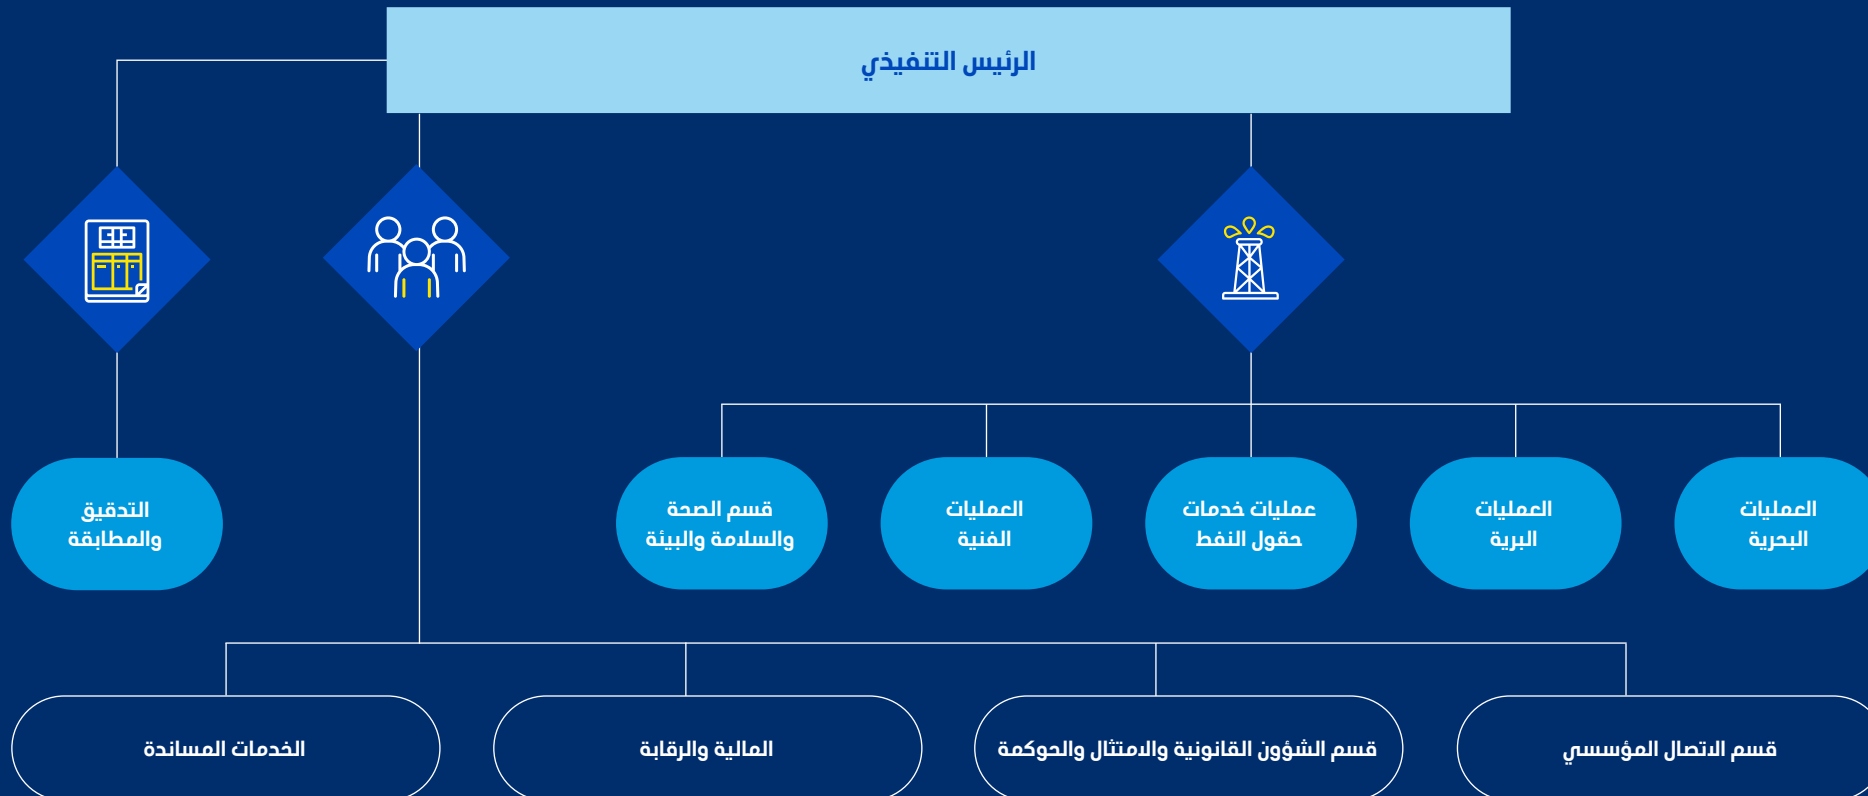 الرئيس التنفيذي
العمليات
البحرية
العمليات
البرية
عمليات خدمات
حقول النفط
العمليات
الفنية
قسم الصحة
والسلامة والبيئة
التدقيق
والمطابقة
قسم الاتصال المؤسسي
قسم الشؤون القانونية والامتثال والحوكمة
المالية والرقابة
الخدمات المساندة